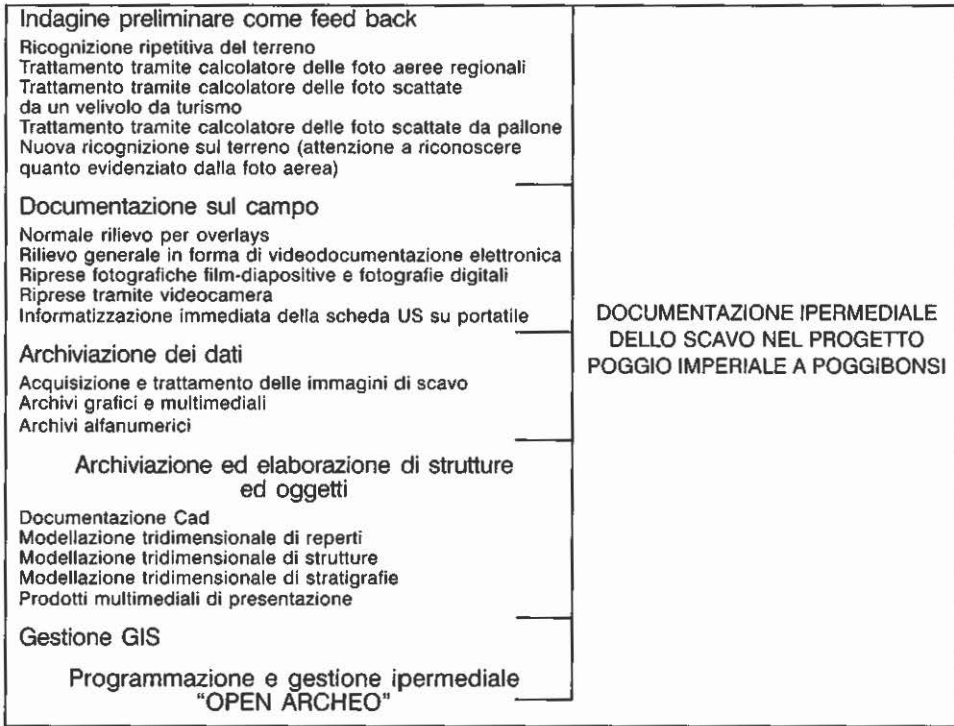 Indagine preliminare come feed back
Ricognizione ripetitiva del terreno
Trattamento tramite calcolatore delle foto aeree regionali
Trattamento tramite calcolatore delle foto scattate
da un velivolo da turismo
Trattamento tramite calcolatore delle foto scattate da pallone
Nuova ricognizione sul terreno (attenzione a riconoscere
quanto evidenziato dalla foto aerea)
Documentazione sul campo
Normale rilievo per overlays
Rilievo generale in forma di videodocumentazione elettronica
Riprese fotografiche film-diapositive e fotografie digitali
Riprese tramite videocamera
Informatizzazione immediata della scheda US su portatile
Archiviazione dei dati
Acquisizione e trattamento delle immagini di scavo
Archivi grafici e multimediali
Archivi alfanumerici
Archiviazione ed elaborazione di strutture
ed oggetti
Documentazione Cad
Modellazione tridimensionale di reperti
Modellazione tridimensionale di strutture
Modellazione tridimensionale di stratigrafie
Prodotti multimediali di presentazione
Gestione GIS
Programmazione e gestione ipermediale
"OPEN ARCHEO"
DOCUMENTAZIONE IPERMEDIALE
DELLO SCAVO NEL PROGETTO
POGGIO IMPERIALE A POGGIBONSI